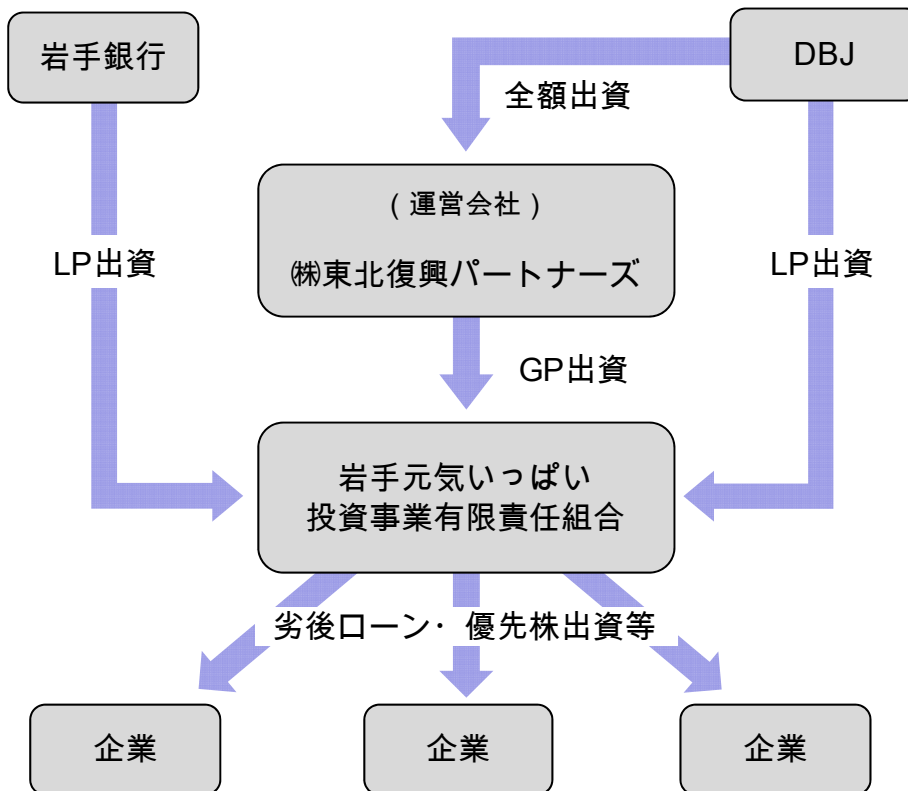 岩手銀行
DBJ
全額出資
(運営会社)
㈱東北復興パートナーズ
LP出資
LP出資
GP出資
岩手元気いっぱい
投資事業有限責任組合
劣後ローン・優先株出資等
企業
企業
企業